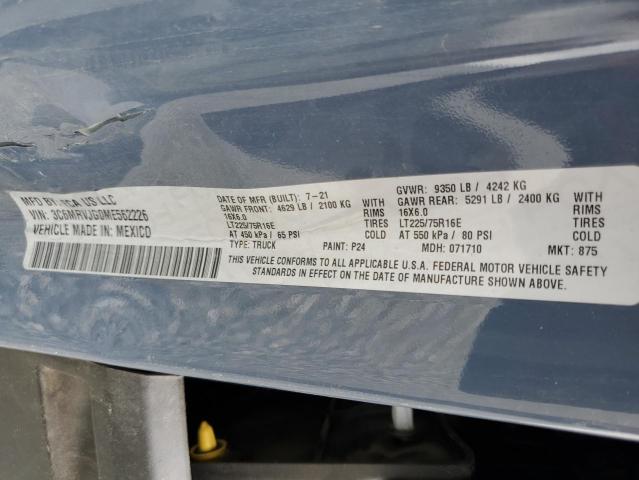 MFD BY FCA US LLC
VIN: 3C6MRVJG0ME562226
VEHICLE MADE IN: MEXICO
DATE OF MFR (BUILT): 7-21
GAWR FRONT: 4629 LB / 2100 KG
16X6.0 RIMS
LT225/75R16E TIRES
AT 450 kPa / 65 PSI COLD
TYPE: TRUCK PAINT: P24
GVWR: 9350 LB / 4242 KG
GAWR REAR: 5291 LB / 2400 KG
16X6.0 RIMS
LT225/75R16E TIRES
AT 550 kPa / 80 PSI COLD
MDH: 071710 MKT: 875
THIS VEHICLE CONFORMS TO ALL APPLICABLE U.S.A. FEDERAL MOTOR VEHICLE SAFETY
STANDARDS IN EFFECT ON THE DATE OF MANUFACTURE SHOWN ABOVE.